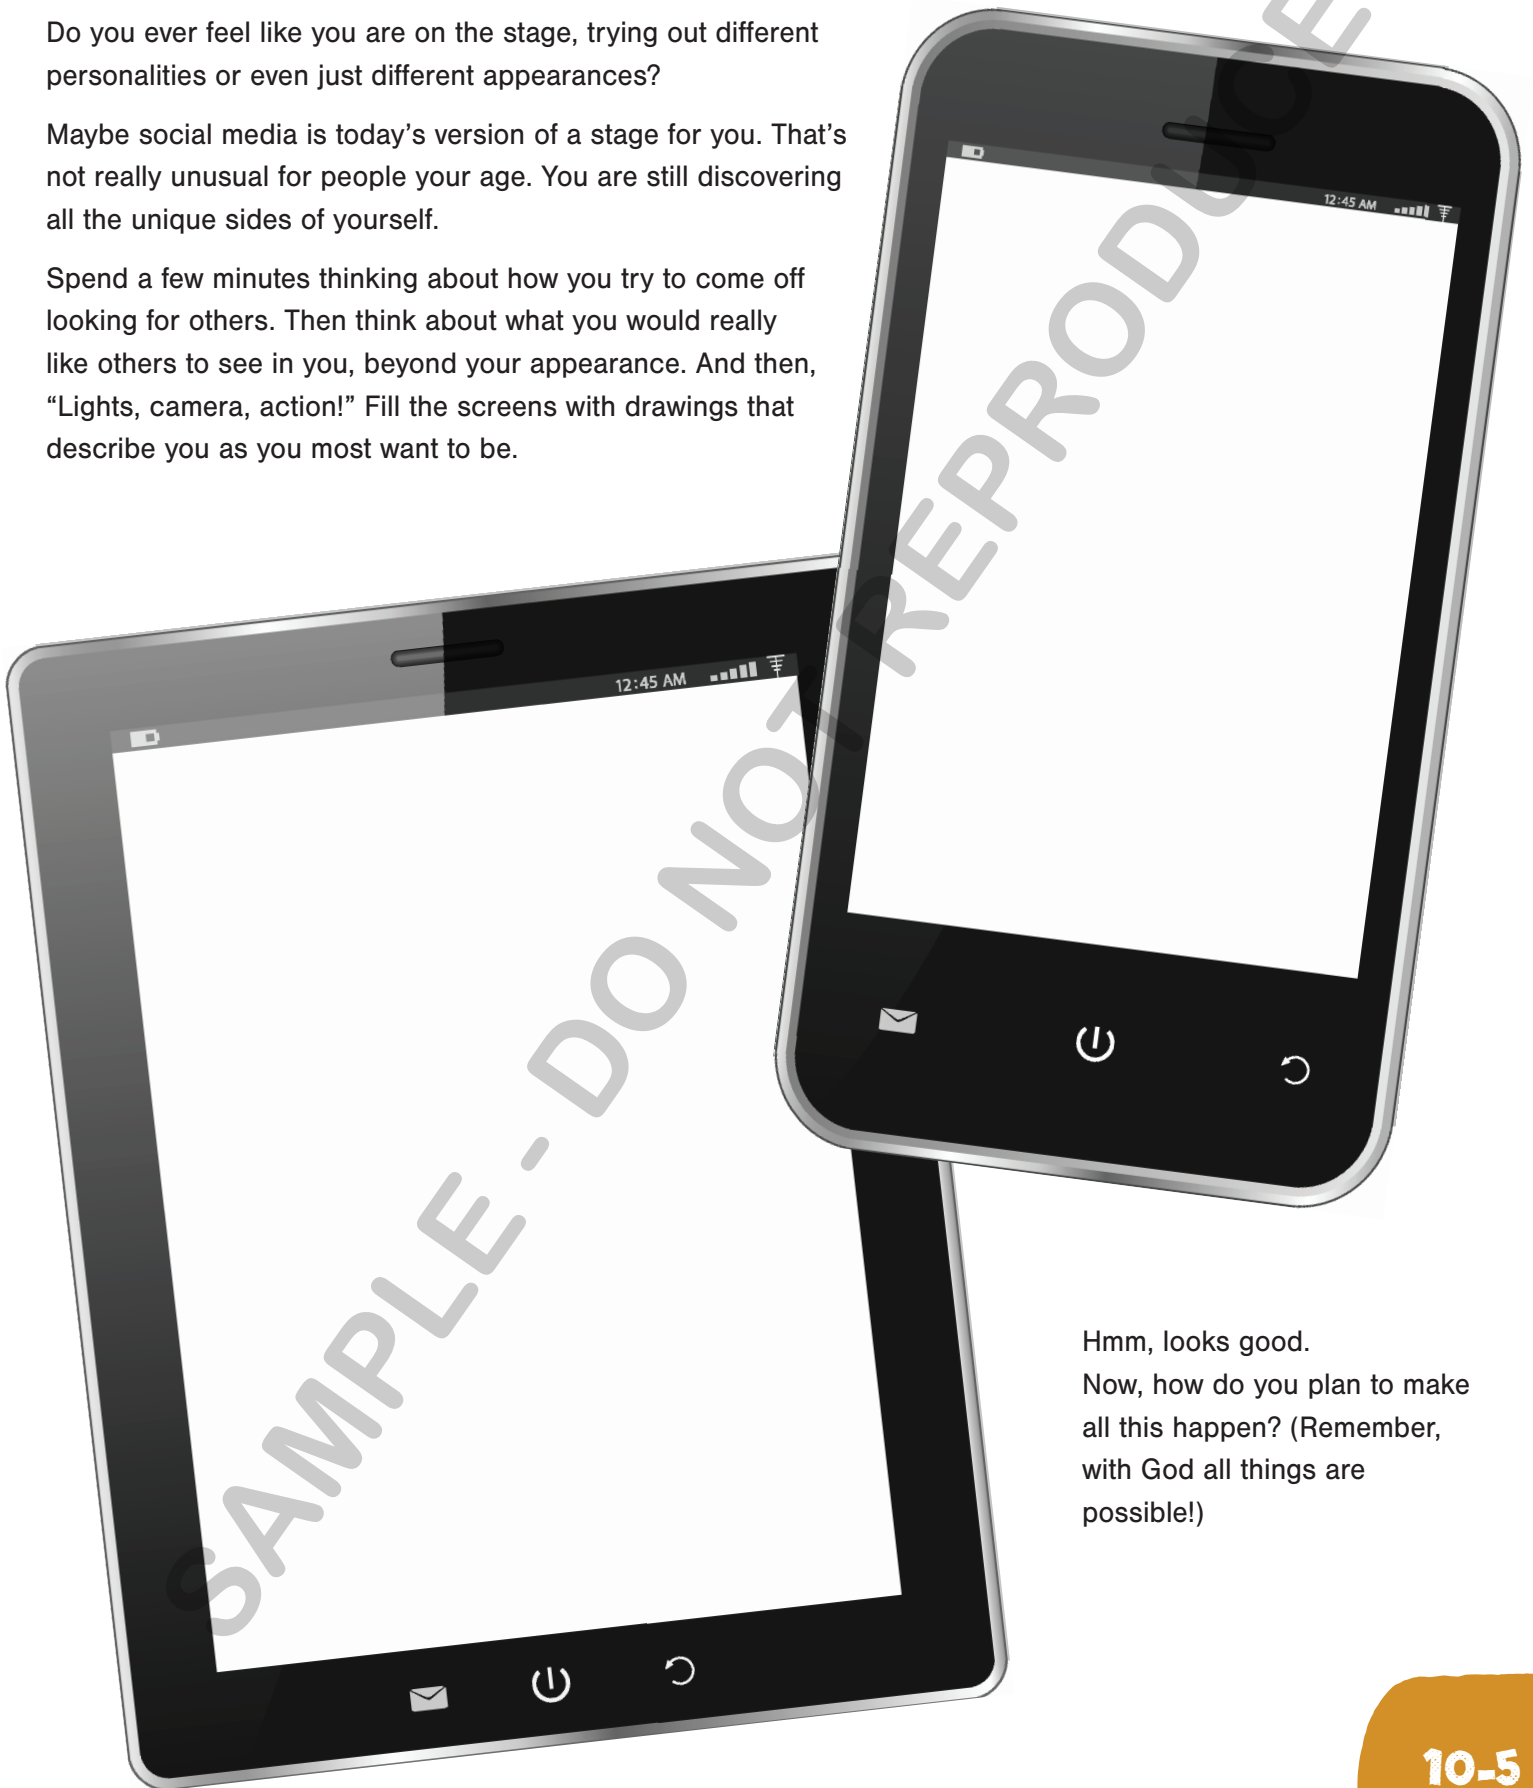 Do you ever feel like you are on the stage, trying out different
personalities or even just different appearances?
Maybe social media is today's version of a stage for you. That's
not really unusual for people your age. You are still discovering
all the unique sides of yourself.
Spend a few minutes thinking about how you try to come off
looking for others. Then think about what you would really
like others to see in you, beyond your appearance. And then,
“Lights, camera, action!” Fill the screens with drawings that
describe you as you most want to be.
12:45 AM
12:45 AM
SAMPLE - DO NOT REPRODUCE
Hmm, looks good.
Now, how do you plan to make
all this happen? (Remember,
with God all things are
possible!)
10-5